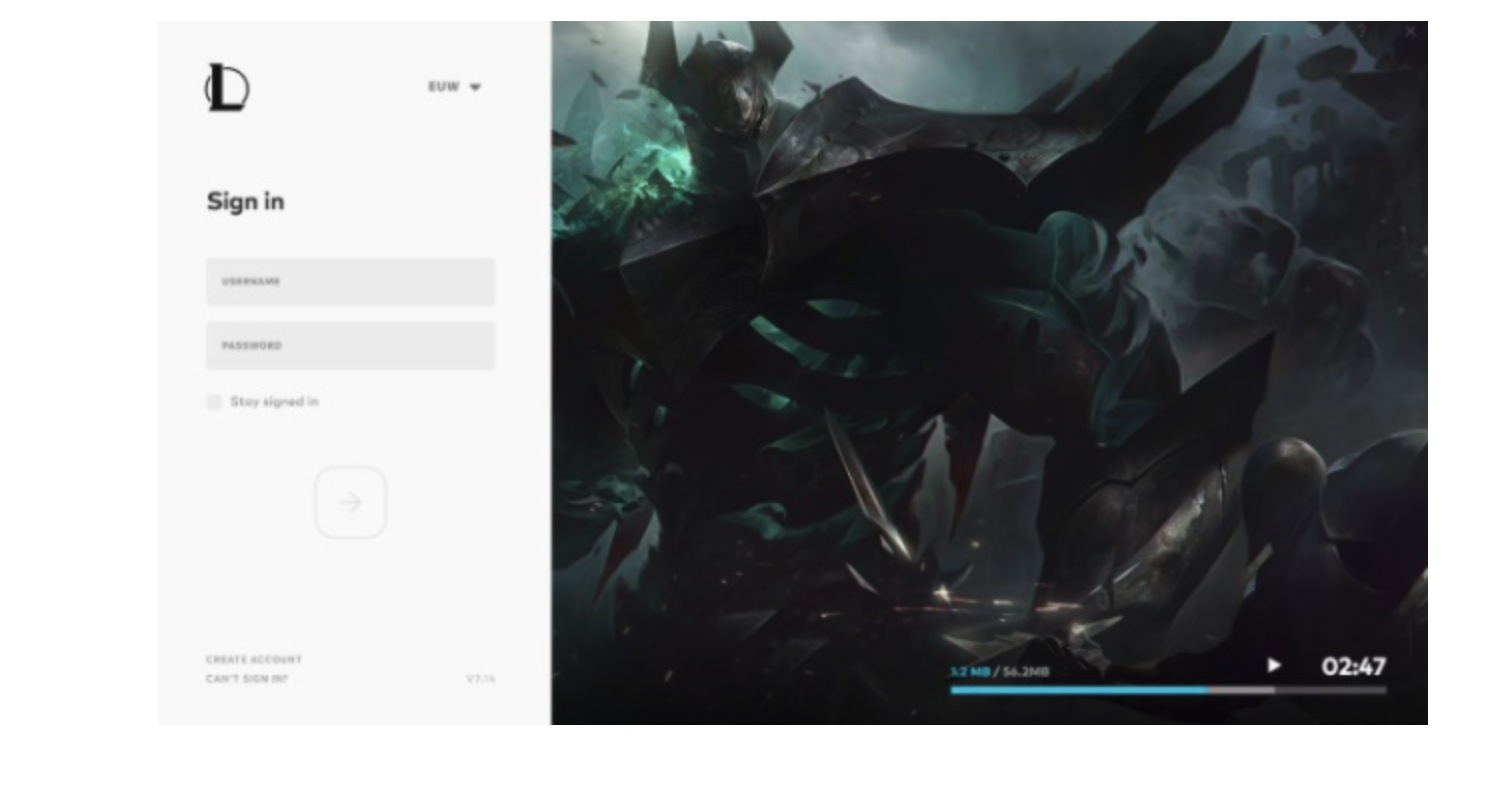 L
EUW
Sign in
USERNAME
PASSWORD
Stay signed in
CREATE ACCOUNT
CAN'T SIGN IN?
V7.14
MB / 56.2MB
02:47